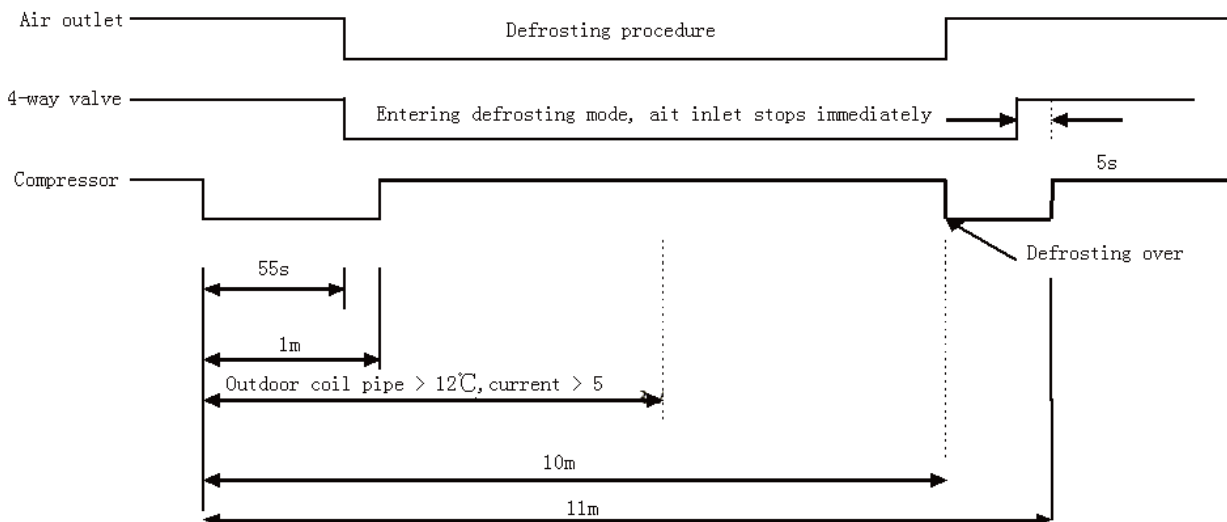 Air outlet
Defrosting procedure
4-way valve
Entering defrosting mode, ait inlet stops immediately
Compressor
5s
Defrosting over
55s
1m
Outdoor coil pipe > 12℃, current > 5
10m
11m